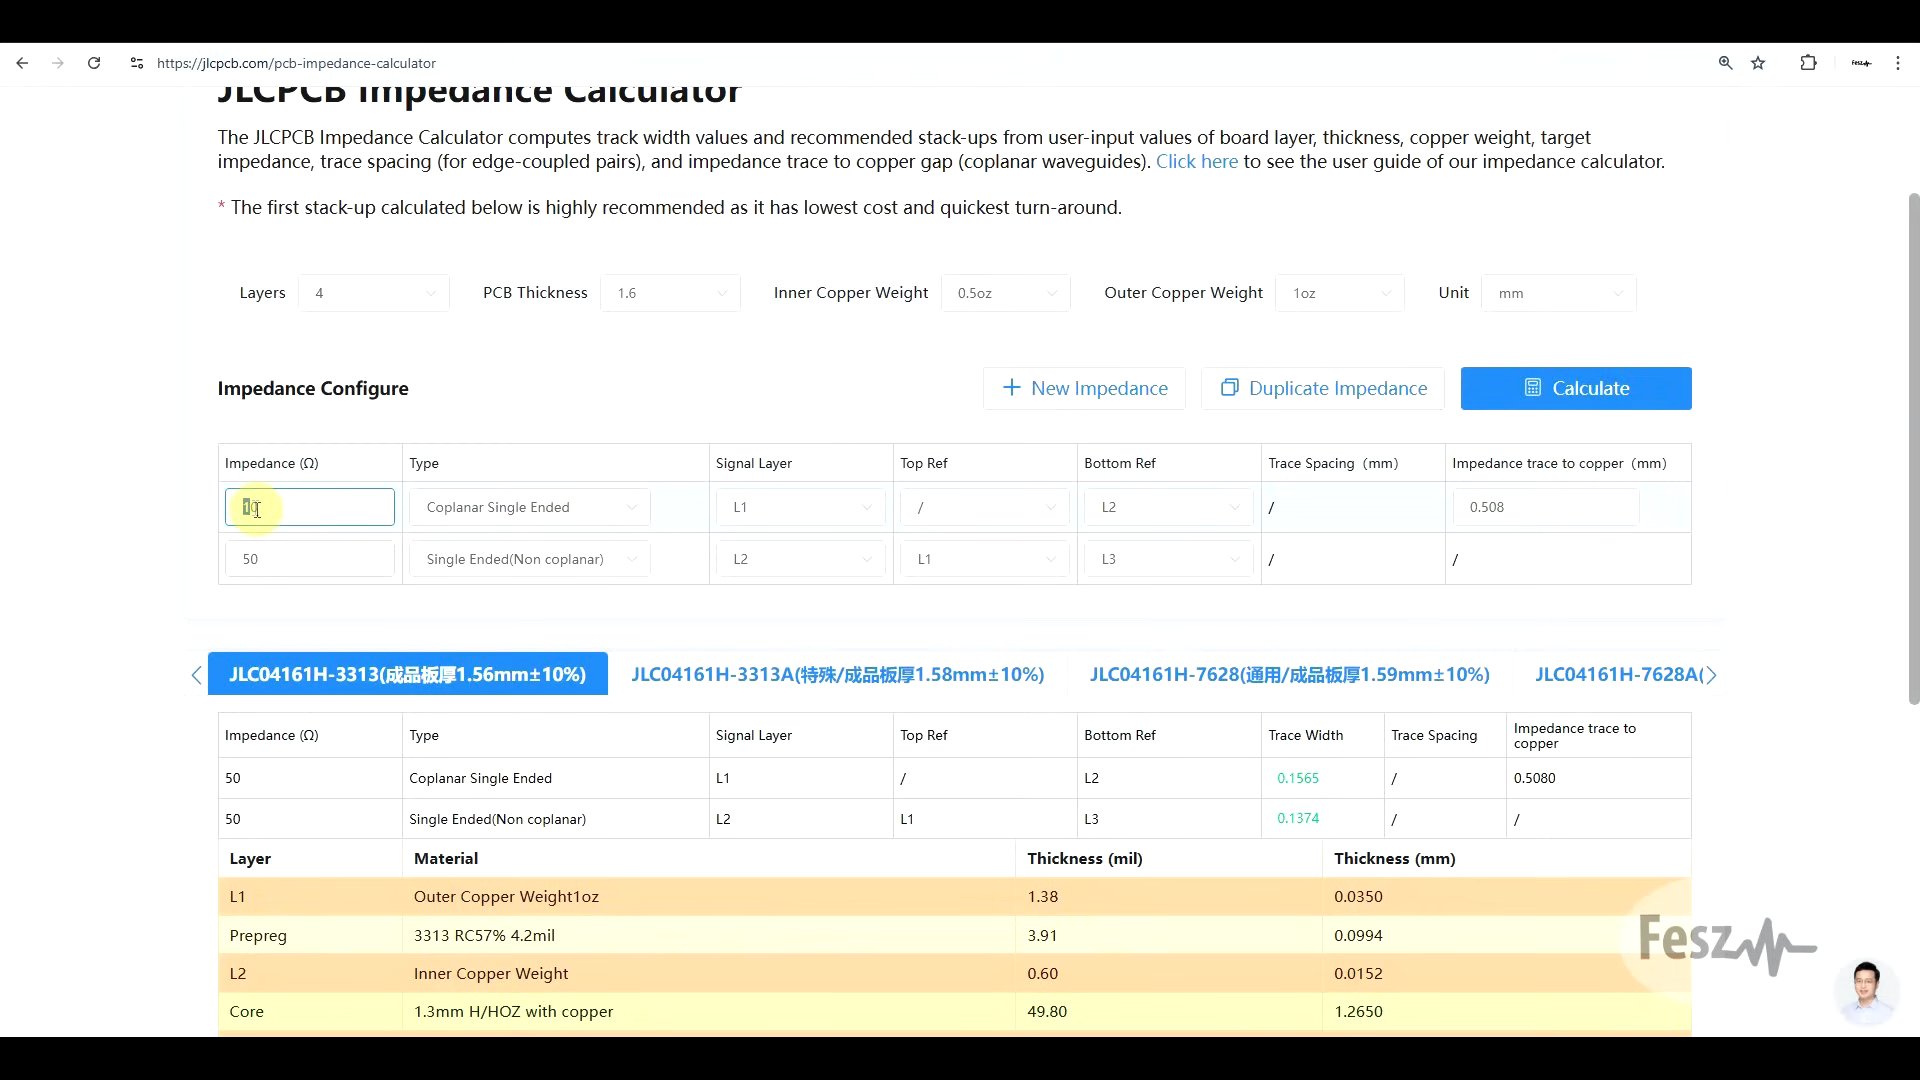 https://jlcpcb.com/pcb-impedance-calculator
Fesz
JLCPCB Impedance Calculator
The JLCPCB Impedance Calculator computes track width values and recommended stack-ups from user-input values of board layer, thickness, copper weight, target
impedance, trace spacing (for edge-coupled pairs), and impedance trace to copper gap (coplanar waveguides). Click here to see the user guide of our impedance calculator.
* The first stack-up calculated below is highly recommended as it has lowest cost and quickest turn-around.
Layers 4 PCB Thickness 1.6 Inner Copper Weight 0.5oz Outer Copper Weight 1oz Unit mm
Impedance Configure + New Impedance Duplicate Impedance Calculate
Impedance (Ω) Type Signal Layer Top Ref Bottom Ref Trace Spacing（mm） Impedance trace to copper（mm）
Coplanar Single Ended L1 / L2 / 0.508
50 Single Ended(Non coplanar) L2 L1 L3 / /
JLC04161H-3313(成品板厚1.56mm±10%) JLC04161H-3313A(特殊/成品板厚1.58mm±10%) JLC04161H-7628(通用/成品板厚1.59mm±10%) JLC04161H-7628A(
Impedance (Ω) Type Signal Layer Top Ref Bottom Ref Trace Width Trace Spacing Impedance trace to
copper
50 Coplanar Single Ended L1 / L2 0.1565 / 0.5080
50 Single Ended(Non coplanar) L2 L1 L3 0.1374 / /
Layer Material Thickness (mil) Thickness (mm)
L1 Outer Copper Weight1oz 1.38 0.0350
Prepreg 3313 RC57% 4.2mil 3.91 0.0994
L2 Inner Copper Weight 0.60 0.0152
Core 1.3mm H/HOZ with copper 49.80 1.2650
Fesz